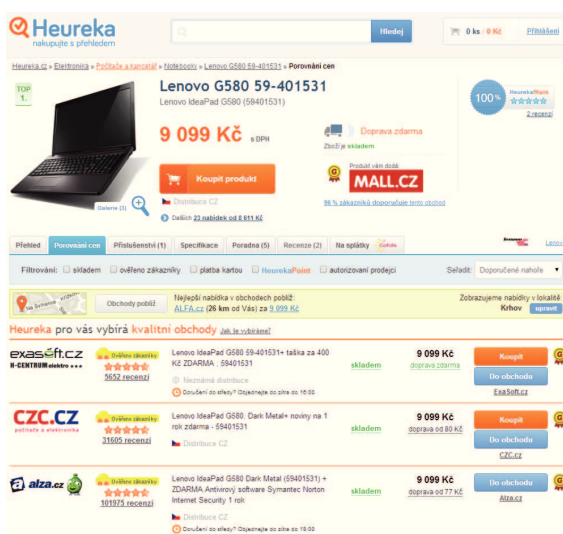 Heureka
nakupujte s přehledem
Hledej
0 ks / 0 Kč
Přihlášení
Heureka.cz » Elektronika » Počítače a kancelář » Notebooky » Lenovo G580 59-401531 » Porovnání cen
TOP
1.
Galerie (3)
Lenovo G580 59-401531
Lenovo IdeaPad G580 (59401531)
9 099 Kč s DPH
Koupit produkt
Distribuce CZ
Dalších 23 nabídek od 8 611 Kč
Doprava zdarma
Zboží je skladem
Produkt vám dodá
MALL.CZ
96 % zákazníků doporučuje tento obchod
100%
HeurekaPoint
2 recenzí
Přehled
Porovnání cen
Příslušenství (1)
Specifikace
Poradna (5)
Recenze (2)
Na splátky
Cofidis
Lenov
Filtrování:
skladem
ověřeno zákazníky
platba kartou
HeurekaPoint
autorizovaní prodejci
Seřadit:
Doporučené nahoře
Obchody poblíž
Nejlepší nabídka v obchodech poblíž:
ALFA.cz (26 km od Vás) za 9 099 Kč
Zobrazujeme nabídky v lokalitě
Krhov
upravit
Heureka pro vás vybírá kvalitní obchody Jak je vybíráme?
exasoft.cz
H-CENTRUM elektro
Ověřeno zákazníky
5652 recenzí
Lenovo IdeaPad G580 59-401531+ taška za 400
Kč ZDARMA , 59401531
Neznámá distribuce
Doručení do středy? Objednejte do zítra do 16:00
skladem
9 099 Kč
doprava zdarma
Koupit
Do obchodu
ExaSoft.cz
CZC.CZ
počítače a elektronika
Ověřeno zákazníky
31605 recenzí
Lenovo IdeaPad G580, Dark Metal+ noviny na 1
rok zdarma - 59401531
Distribuce CZ
skladem
9 099 Kč
doprava od 80 Kč
Koupit
Do obchodu
CZC.cz
alza.cz
Ověřeno zákazníky
101975 recenzí
Lenovo IdeaPad G580 Dark Metal (59401531) +
ZDARMA Antivirový software Symantec Norton
Internet Security 1 rok
Distribuce CZ
Doručení do středy? Objednejte do zítra do 18:00
skladem
9 099 Kč
doprava od 77 Kč
Do obchodu
Alza.cz